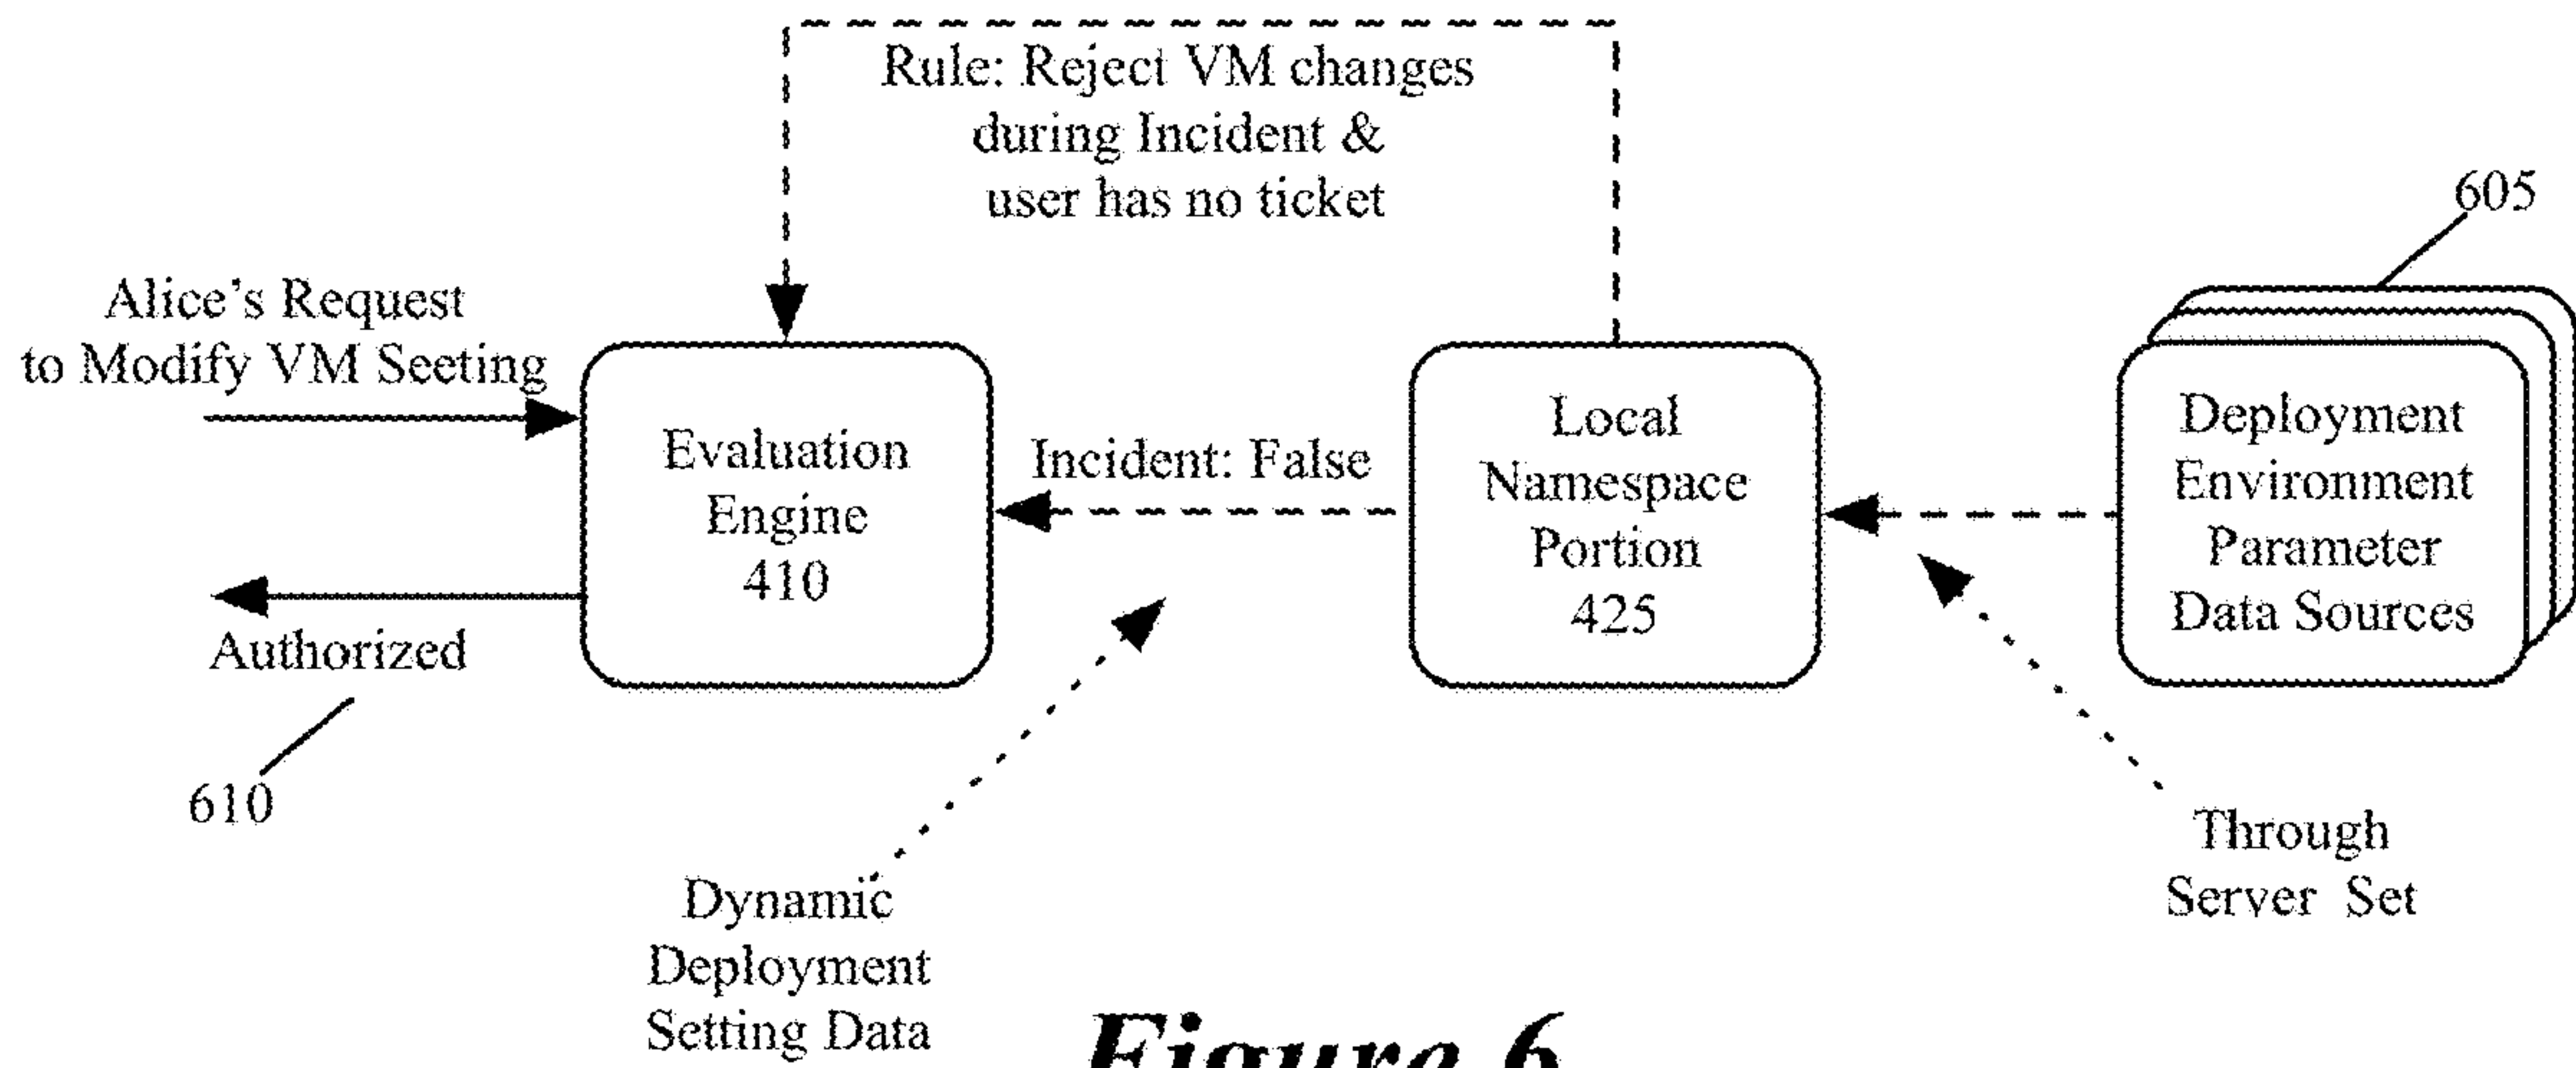 Rule: Reject VM changes
during Incident &
user has no ticket
605
Alice's Request
to Modify VM Seeting
Evaluation
Engine
410
Incident: False
Local
Namespace
Portion
425
Deployment
Environment
Parameter
Data Sources
Authorized
610
Dynamic
Deployment
Setting Data
Through
Server Set
Figure 6